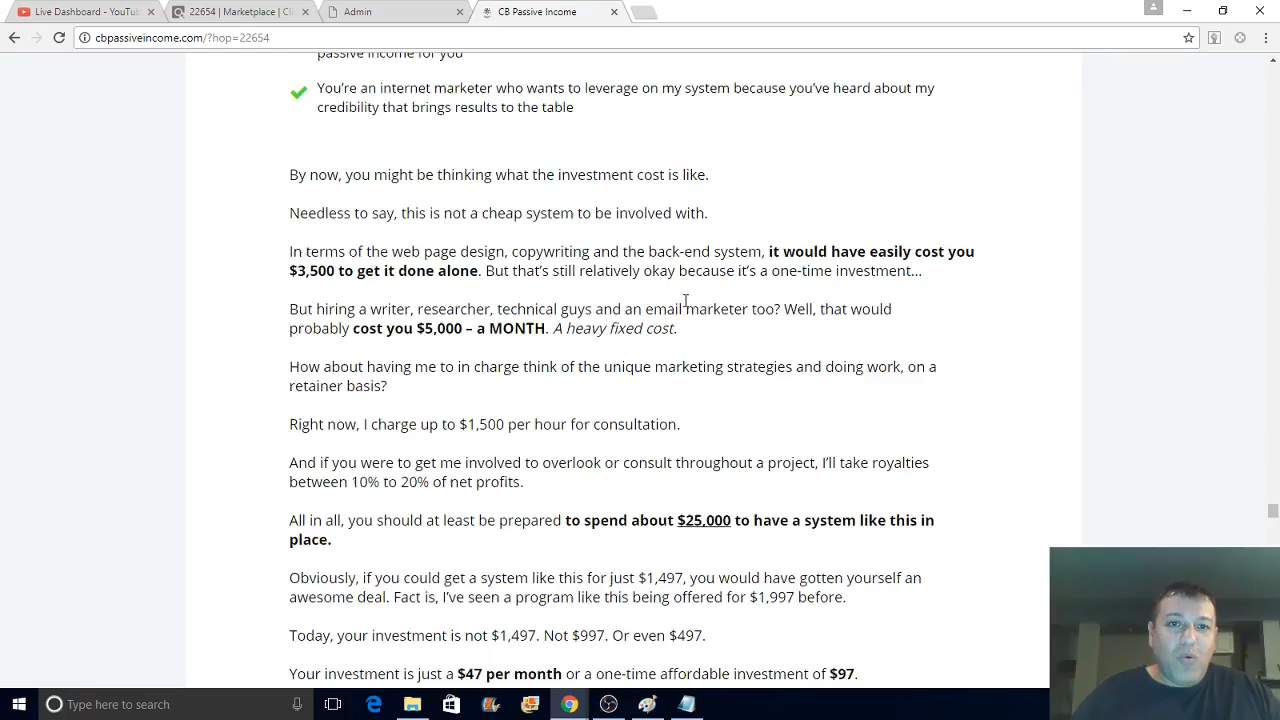 Live Dashboard - YouTu
22654 | Marketplace | Cli
Admin
CB Passive Income
cbpassiveincome.com/?hop=22654
passive income for you
You're an internet marketer who wants to leverage on my system because you've heard about my
credibility that brings results to the table
By now, you might be thinking what the investment cost is like.
Needless to say, this is not a cheap system to be involved with.
In terms of the web page design, copywriting and the back-end system, it would have easily cost you
$3,500 to get it done alone. But that's still relatively okay because it's a one-time investment...
But hiring a writer, researcher, technical guys and an email marketer too? Well, that would
probably cost you $5,000 – a MONTH. A heavy fixed cost.
How about having me to in charge think of the unique marketing strategies and doing work, on a
retainer basis?
Right now, I charge up to $1,500 per hour for consultation.
And if you were to get me involved to overlook or consult throughout a project, I'll take royalties
between 10% to 20% of net profits.
All in all, you should at least be prepared to spend about $25,000 to have a system like this in
place.
Obviously, if you could get a system like this for just $1,497, you would have gotten yourself an
awesome deal. Fact is, I've seen a program like this being offered for $1,997 before.
Today, your investment is not $1,497. Not $997. Or even $497.
Your investment is just a $47 per month or a one-time affordable investment of $97.
Type here to search